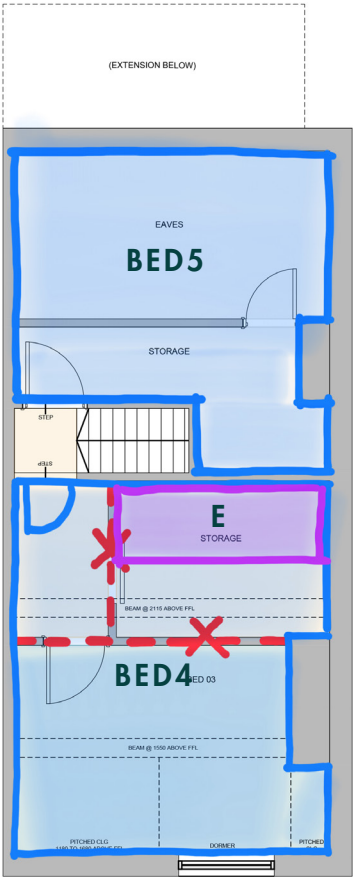 (EXTENSION BELOW)
EAVES
BED5
STORAGE
STEP
STEP
E
STORAGE
BEAM @ 2115 ABOVE FFL
BED4
ED 03
BEAM @ 1550 ABOVE FFL
PITCHED CLG
DORMER
PITCHED